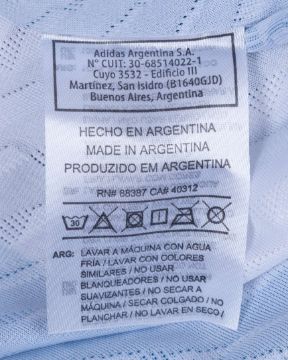 Adidas Argentina S.A.
N° CUIT: 30-68514022-1
Cuyo 3532 - Edificio III
Martínez, San isidro (B1640GJD)
Buenos Aires, Argentina
HECHO EN ARGENTINA
MADE IN ARGENTINA
PRODUZIDO EM ARGENTINA
RN# 88387 CA# 40312
30
ARG: LAVAR A MÁQUINA CON AGUA
FRÍA / LAVAR CON COLORES
SIMILARES / NO USAR
BLANQUEADORES / NO USAR
SUAVIZANTES / NO SECAR A
MÁQUINA / SECAR COLGADO / NO
PLANCHAR / NO LAVAR EN SECO /